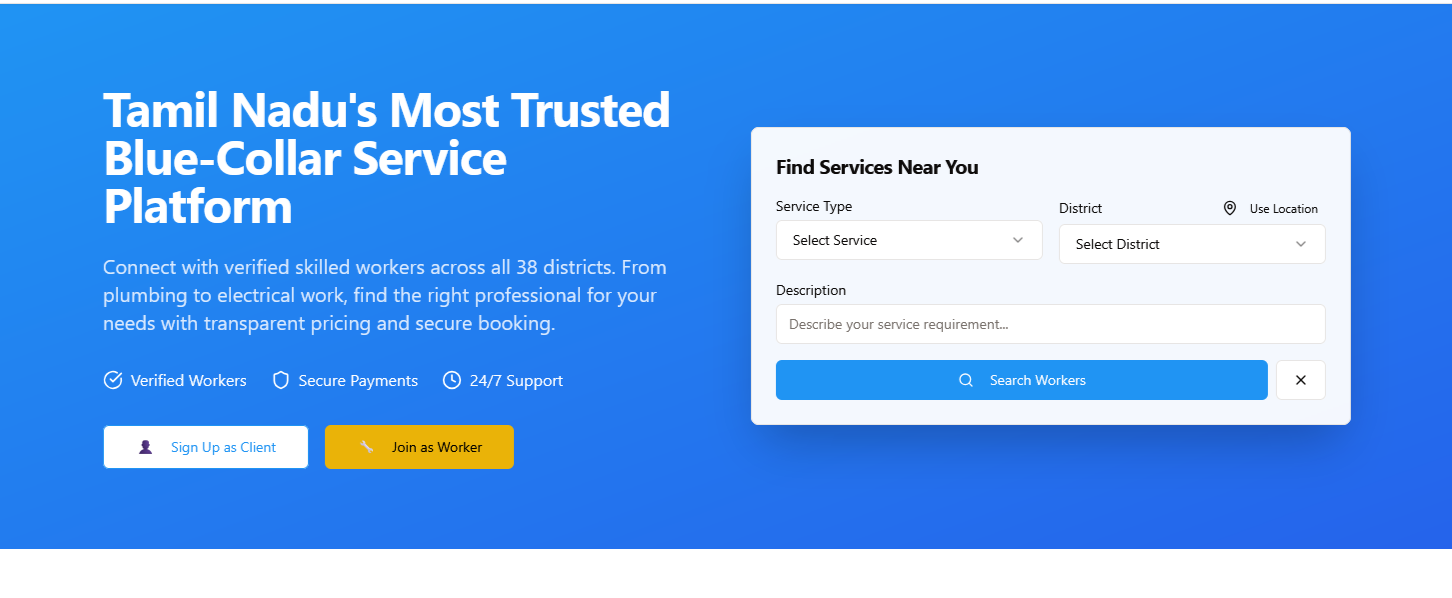 Tamil Nadu's Most Trusted
Blue-Collar Service
Platform
Connect with verified skilled workers across all 38 districts. From
plumbing to electrical work, find the right professional for your
needs with transparent pricing and secure booking.
Verified Workers
Secure Payments
24/7 Support
Sign Up as Client
Join as Worker
Find Services Near You
Service Type
Select Service
District
Use Location
Select District
Description
Describe your service requirement...
Search Workers